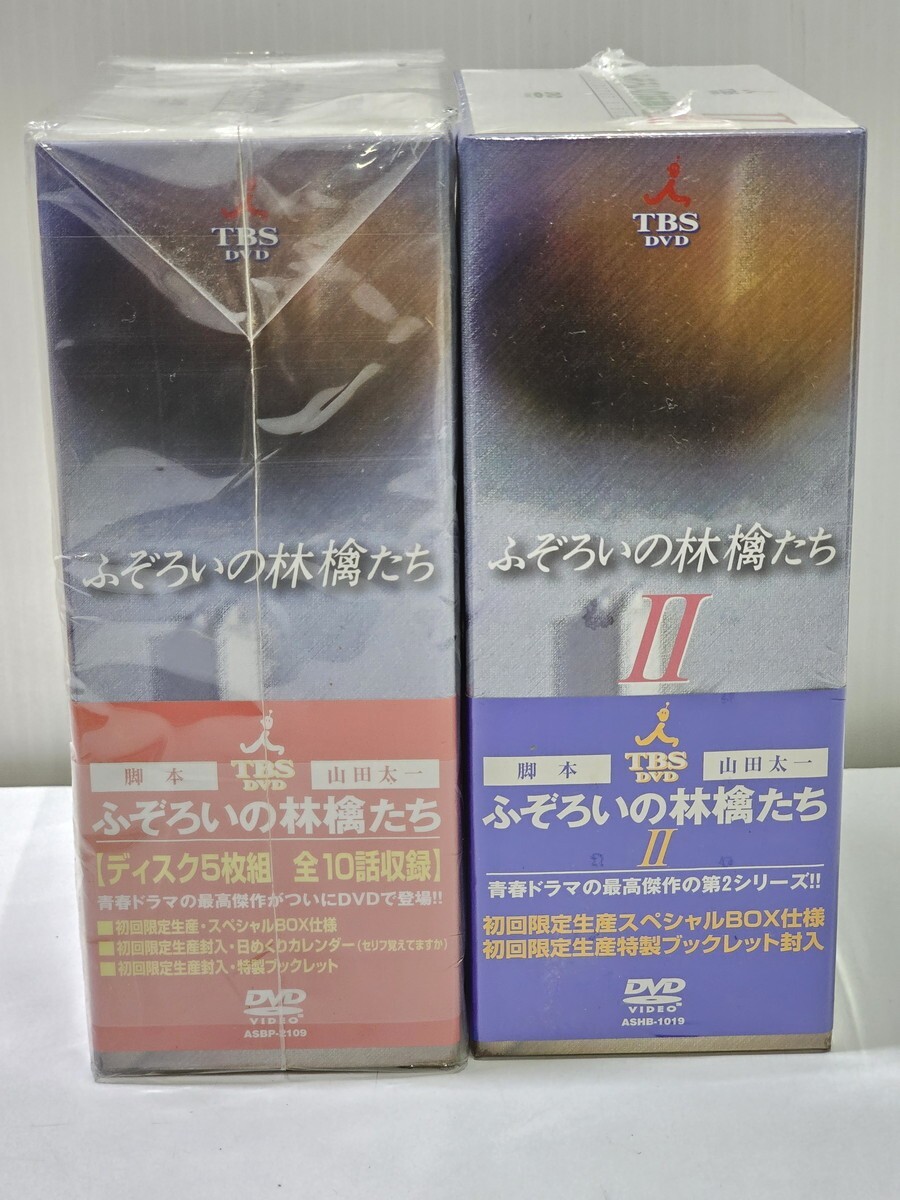 TBS
DVD
ふぞろいの林檎たち
脚本
TBS
DVD
山田太一
ふぞろいの林檎たち
【ディスク5枚組 全10話収録】
青春ドラマの最高傑作がついにDVDで登場!!
■初回限定生産・スペシャルBOX仕様
■初回限定生産封入・日めくりカレンダー(セリフ覚えてますか)
■初回限定生産封入・特製ブックレット
DVD
VIDEO
ASBP-2109
TBS
DVD
ふぞろいの林檎たち
II
脚本
TBS
DVD
山田太一
ふぞろいの林檎たち
II
青春ドラマの最高傑作の第2シリーズ!!
初回限定生産スペシャルBOX仕様
初回限定生産特製ブックレット封入
DVD
VIDEO
ASHB-1019